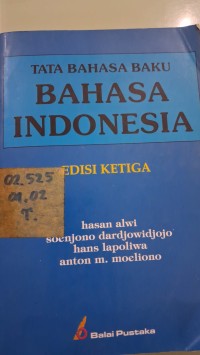 TATA BAHASA BAKU
BAHASA
INDONESIA
EDISI KETIGA
02.525
01.02
T.
hasan alwi
soenjono dardjowidjojo
hans lapoliwa
anton m. moeliono
Balai Pustaka